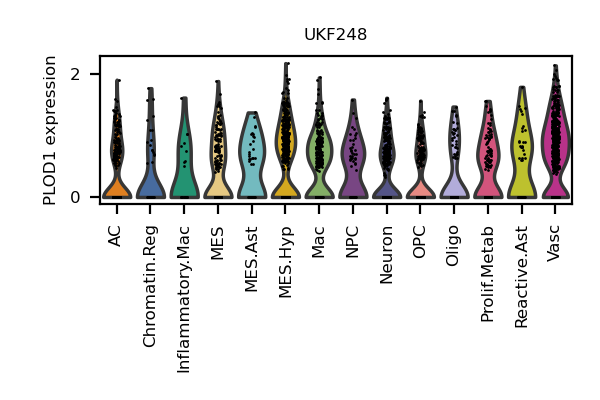 UKF248
PLOD1 expression
2
0
AC
Chromatin.Reg
Inflammatory.Mac
MES
MES.Ast
MES.Hyp
Mac
NPC
Neuron
OPC
Oligo
Prolif.Metab
Reactive.Ast
Vasc